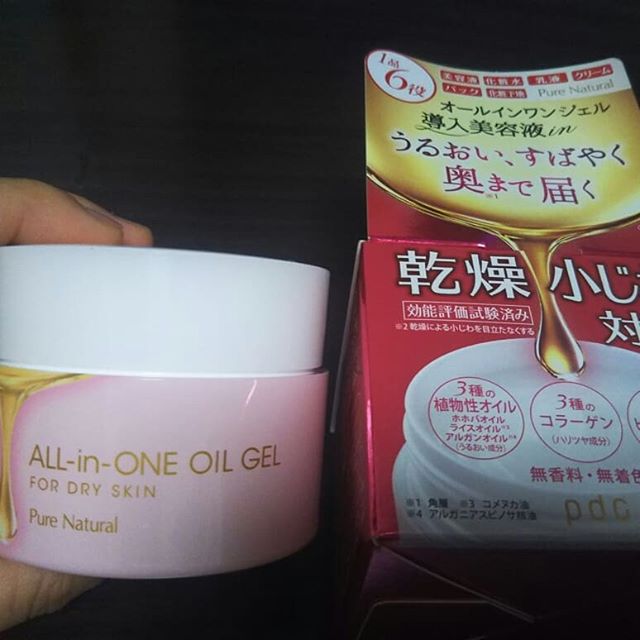 1品
6役
美容液 化粧水 乳液 クリーム
パック 化粧下地 Pure Natural
オールインワンジェル
導入美容液in
うるおい、すばやく
奥まで届く
※1
乾燥 小じ
対
効能評価試験済み
※2 乾燥による小じわを目立たなくする
3種の
植物性オイル
ホホバオイル
ライスオイル※3
アルガンオイル※4
(うるおい成分)
3種の
コラーゲン
(ハリツヤ成分)
無香料・無着色
※1 角層 ※3 コメヌカ油
※4 アルガニアスピノサ核油
pdc
ALL-in-ONE OIL GEL
FOR DRY SKIN
Pure Natural